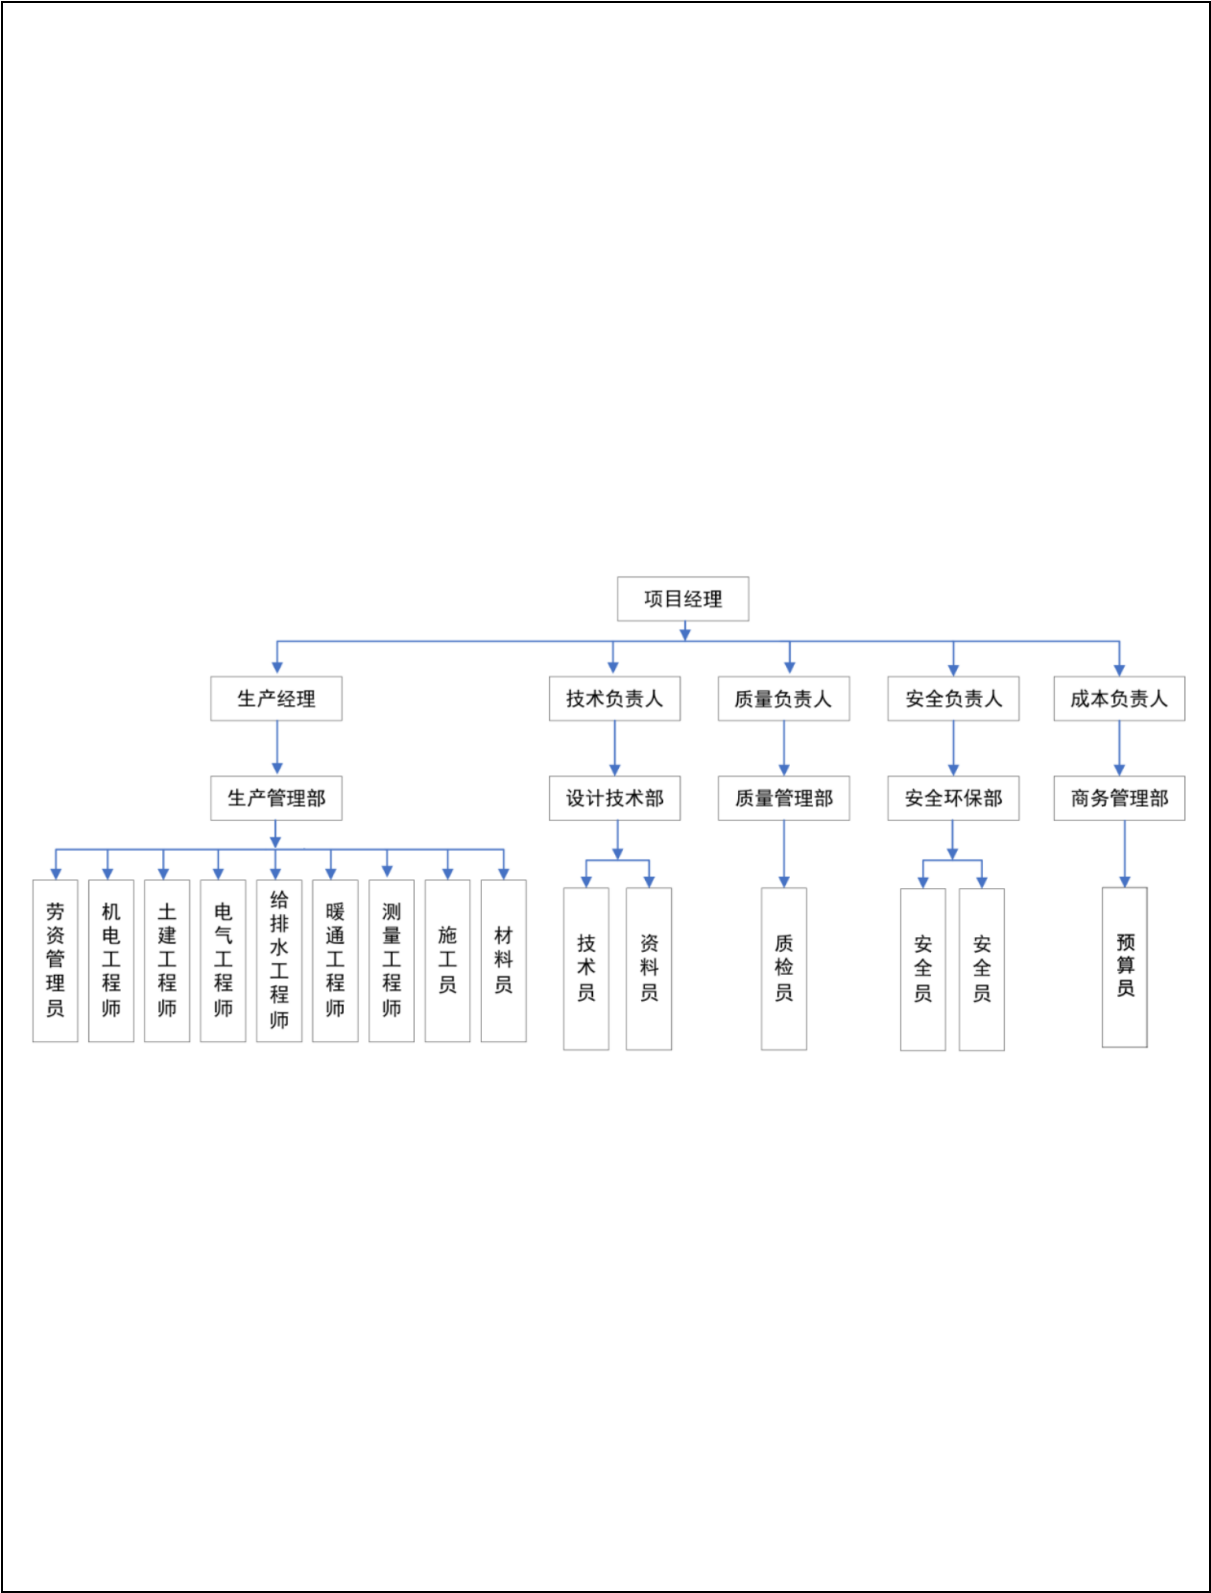 项目经理
生产经理
技术负责人
质量负责人
安全负责人
成本负责人
生产管理部
设计技术部
质量管理部
安全环保部
商务管理部
劳资管理员
机电工程师
土建工程师
电气工程师
给排水工程师
暖通工程师
测量工程师
施工员
材料员
技术员
资料员
质检员
安全员
安全员
预算员